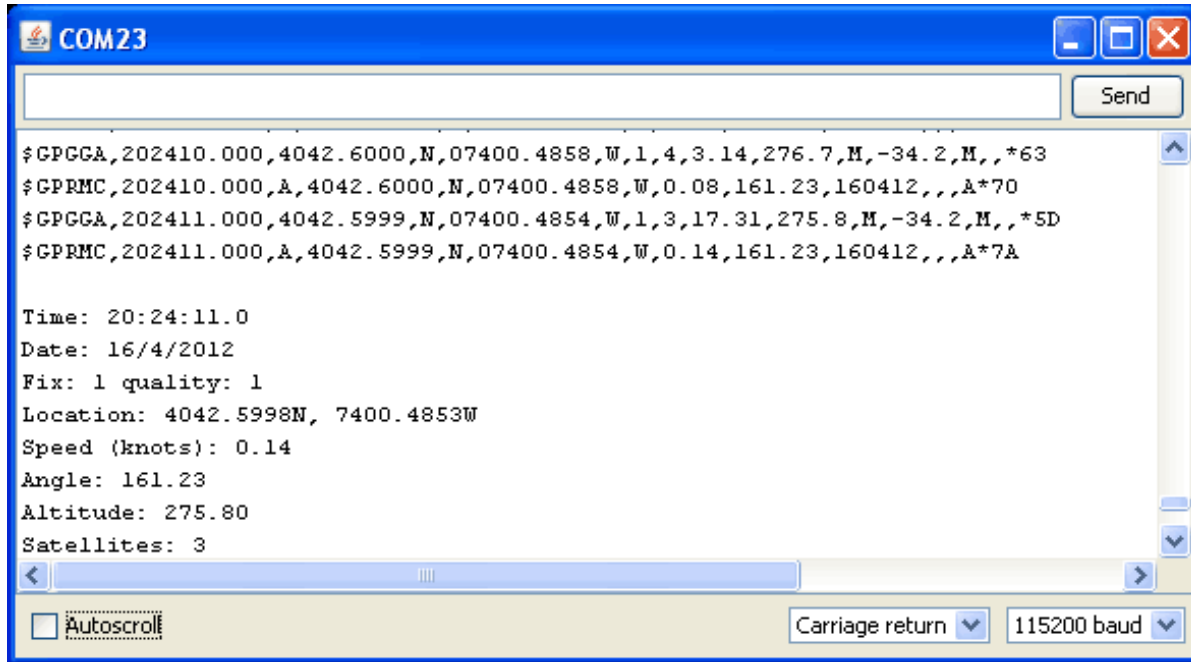 COM23
Send
$GPGGA,202410.000,4042.6000,N,07400.4858,W,1,4,3.14,276.7,M,-34.2,M,,*63
$GPRMC,202410.000,A,4042.6000,N,07400.4858,W,0.08,161.23,160412,,,A*70
$GPGGA,202411.000,4042.5999,N,07400.4854,W,1,3,17.31,275.8,M,-34.2,M,,*5D
$GPRMC,202411.000,A,4042.5999,N,07400.4854,W,0.14,161.23,160412,,,A*7A
Time: 20:24:11.0
Date: 16/4/2012
Fix: 1 quality: 1
Location: 4042.5998N, 7400.4853W
Speed (knots): 0.14
Angle: 161.23
Altitude: 275.80
Satellites: 3
Autoscroll
Carriage return
115200 baud